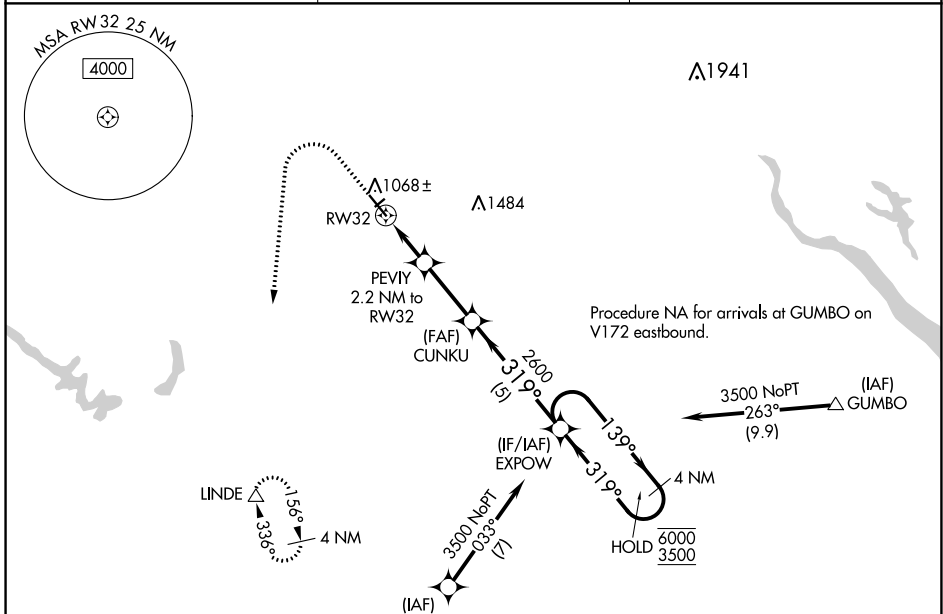 MSA RW32 25 NM
4000
1941
1068±
1484
RW32
PEVIY
2.2 NM to
RW32
(FAF)
CUNKU
Procedure NA for arrivals at GUMBO on
V172 eastbound.
2600
319°
(5)
3500 NoPT
263°
(9.9)
(IAF)
GUMBO
(IF/IAF)
EXPOW
139°
319°
4 NM
HOLD
6000
3500
LINDE
156°
336°
4 NM
3500 NoPT
033°
(7)
(IAF)